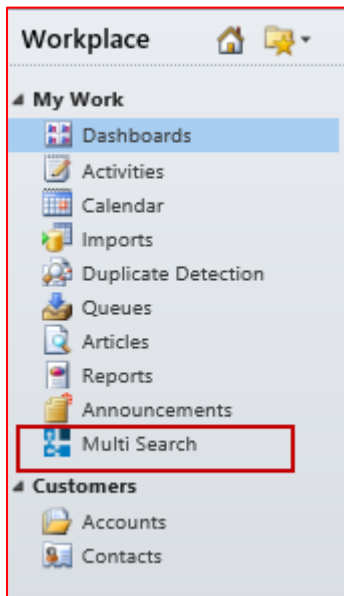 Workplace
My Work
Dashboards
Activities
Calendar
Imports
Duplicate Detection
Queues
Articles
Reports
Announcements
Multi Search
Customers
Accounts
Contacts